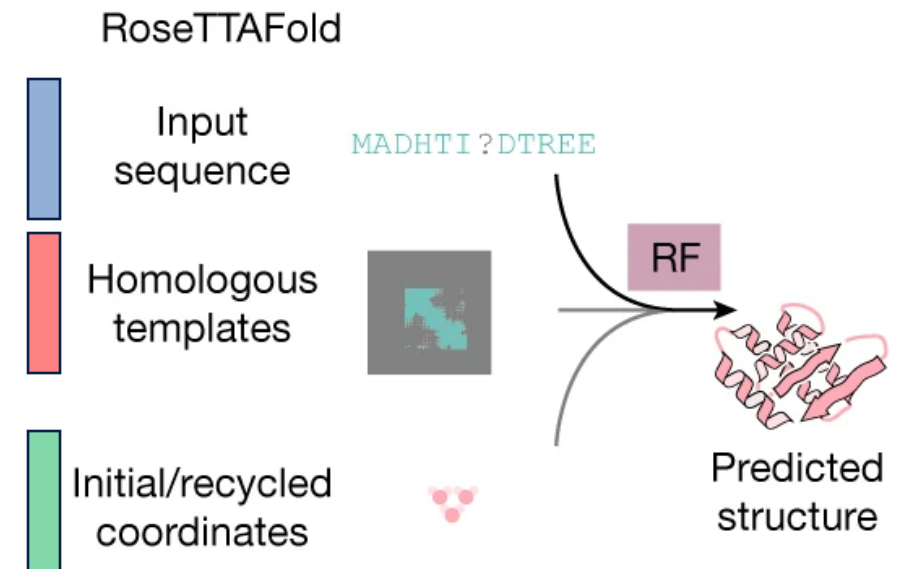 RoseTTAFold
Input
sequence
MADHTI?DTREE
RF
Homologous
templates
Initial/recycled
coordinates
Predicted
structure